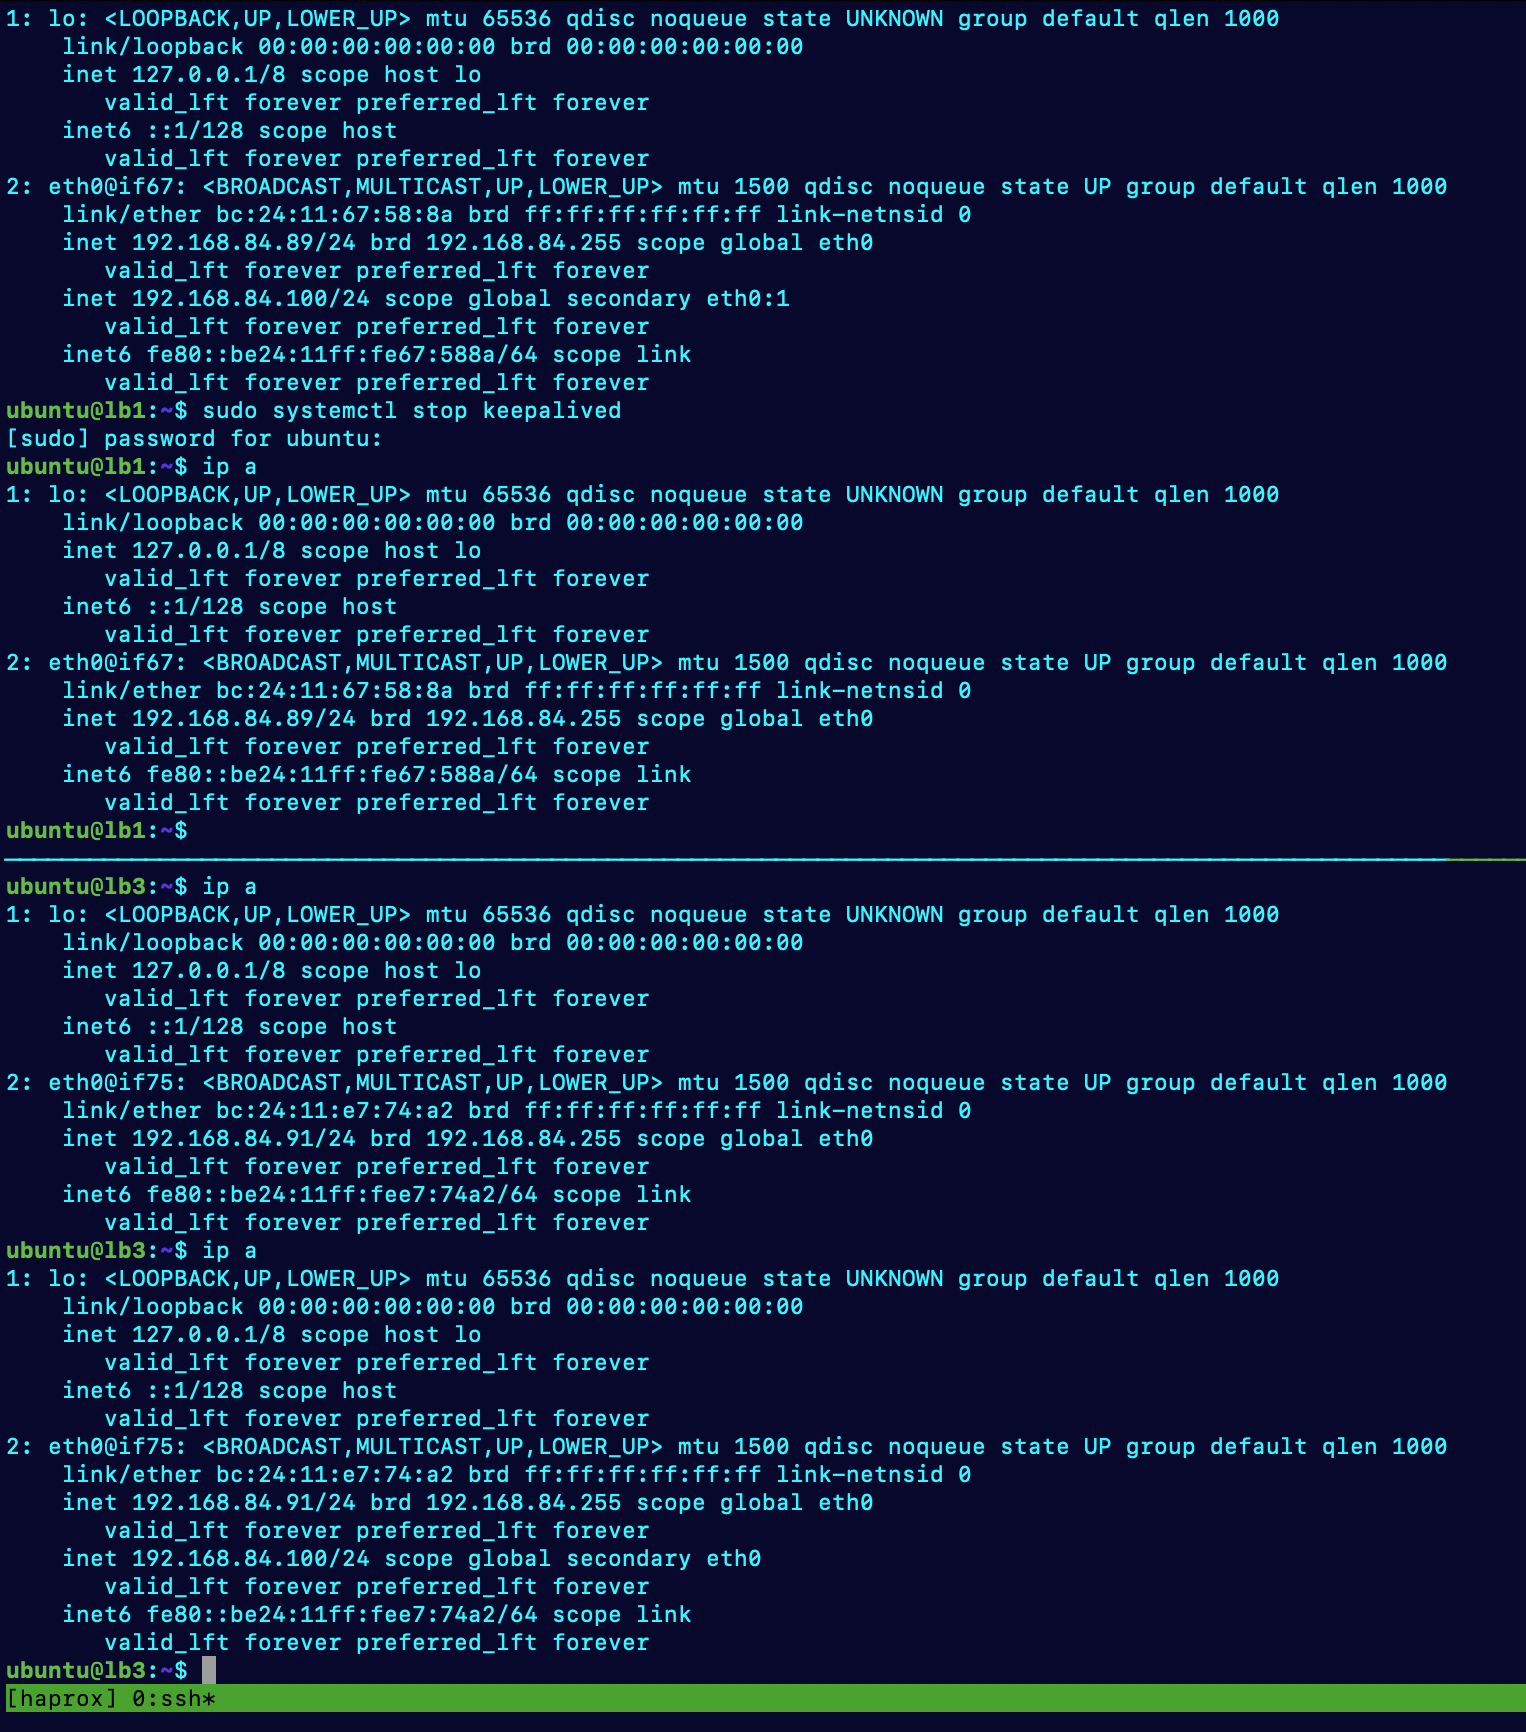 1: lo: <LOOPBACK,UP,LOWER_UP> mtu 65536 qdisc noqueue state UNKNOWN group default qlen 1000
    link/loopback 00:00:00:00:00:00 brd 00:00:00:00:00:00
    inet 127.0.0.1/8 scope host lo
       valid_lft forever preferred_lft forever
    inet6 ::1/128 scope host
       valid_lft forever preferred_lft forever
2: eth0@if67: <BROADCAST,MULTICAST,UP,LOWER_UP> mtu 1500 qdisc noqueue state UP group default qlen 1000
    link/ether bc:24:11:67:58:8a brd ff:ff:ff:ff:ff:ff link-netnsid 0
    inet 192.168.84.89/24 brd 192.168.84.255 scope global eth0
       valid_lft forever preferred_lft forever
    inet 192.168.84.100/24 scope global secondary eth0:1
       valid_lft forever preferred_lft forever
    inet6 fe80::be24:11ff:fe67:588a/64 scope link
       valid_lft forever preferred_lft forever
ubuntu@lb1:~$ sudo systemctl stop keepalived
[sudo] password for ubuntu:
ubuntu@lb1:~$ ip a
1: lo: <LOOPBACK,UP,LOWER_UP> mtu 65536 qdisc noqueue state UNKNOWN group default qlen 1000
    link/loopback 00:00:00:00:00:00 brd 00:00:00:00:00:00
    inet 127.0.0.1/8 scope host lo
       valid_lft forever preferred_lft forever
    inet6 ::1/128 scope host
       valid_lft forever preferred_lft forever
2: eth0@if67: <BROADCAST,MULTICAST,UP,LOWER_UP> mtu 1500 qdisc noqueue state UP group default qlen 1000
    link/ether bc:24:11:67:58:8a brd ff:ff:ff:ff:ff:ff link-netnsid 0
    inet 192.168.84.89/24 brd 192.168.84.255 scope global eth0
       valid_lft forever preferred_lft forever
    inet6 fe80::be24:11ff:fe67:588a/64 scope link
       valid_lft forever preferred_lft forever
ubuntu@lb1:~$
ubuntu@lb3:~$ ip a
1: lo: <LOOPBACK,UP,LOWER_UP> mtu 65536 qdisc noqueue state UNKNOWN group default qlen 1000
    link/loopback 00:00:00:00:00:00 brd 00:00:00:00:00:00
    inet 127.0.0.1/8 scope host lo
       valid_lft forever preferred_lft forever
    inet6 ::1/128 scope host
       valid_lft forever preferred_lft forever
2: eth0@if75: <BROADCAST,MULTICAST,UP,LOWER_UP> mtu 1500 qdisc noqueue state UP group default qlen 1000
    link/ether bc:24:11:e7:74:a2 brd ff:ff:ff:ff:ff:ff link-netnsid 0
    inet 192.168.84.91/24 brd 192.168.84.255 scope global eth0
       valid_lft forever preferred_lft forever
    inet6 fe80::be24:11ff:fee7:74a2/64 scope link
       valid_lft forever preferred_lft forever
ubuntu@lb3:~$ ip a
1: lo: <LOOPBACK,UP,LOWER_UP> mtu 65536 qdisc noqueue state UNKNOWN group default qlen 1000
    link/loopback 00:00:00:00:00:00 brd 00:00:00:00:00:00
    inet 127.0.0.1/8 scope host lo
       valid_lft forever preferred_lft forever
    inet6 ::1/128 scope host
       valid_lft forever preferred_lft forever
2: eth0@if75: <BROADCAST,MULTICAST,UP,LOWER_UP> mtu 1500 qdisc noqueue state UP group default qlen 1000
    link/ether bc:24:11:e7:74:a2 brd ff:ff:ff:ff:ff:ff link-netnsid 0
    inet 192.168.84.91/24 brd 192.168.84.255 scope global eth0
       valid_lft forever preferred_lft forever
    inet 192.168.84.100/24 scope global secondary eth0
       valid_lft forever preferred_lft forever
    inet6 fe80::be24:11ff:fee7:74a2/64 scope link
       valid_lft forever preferred_lft forever
ubuntu@lb3:~$
[haprox] 0:ssh*